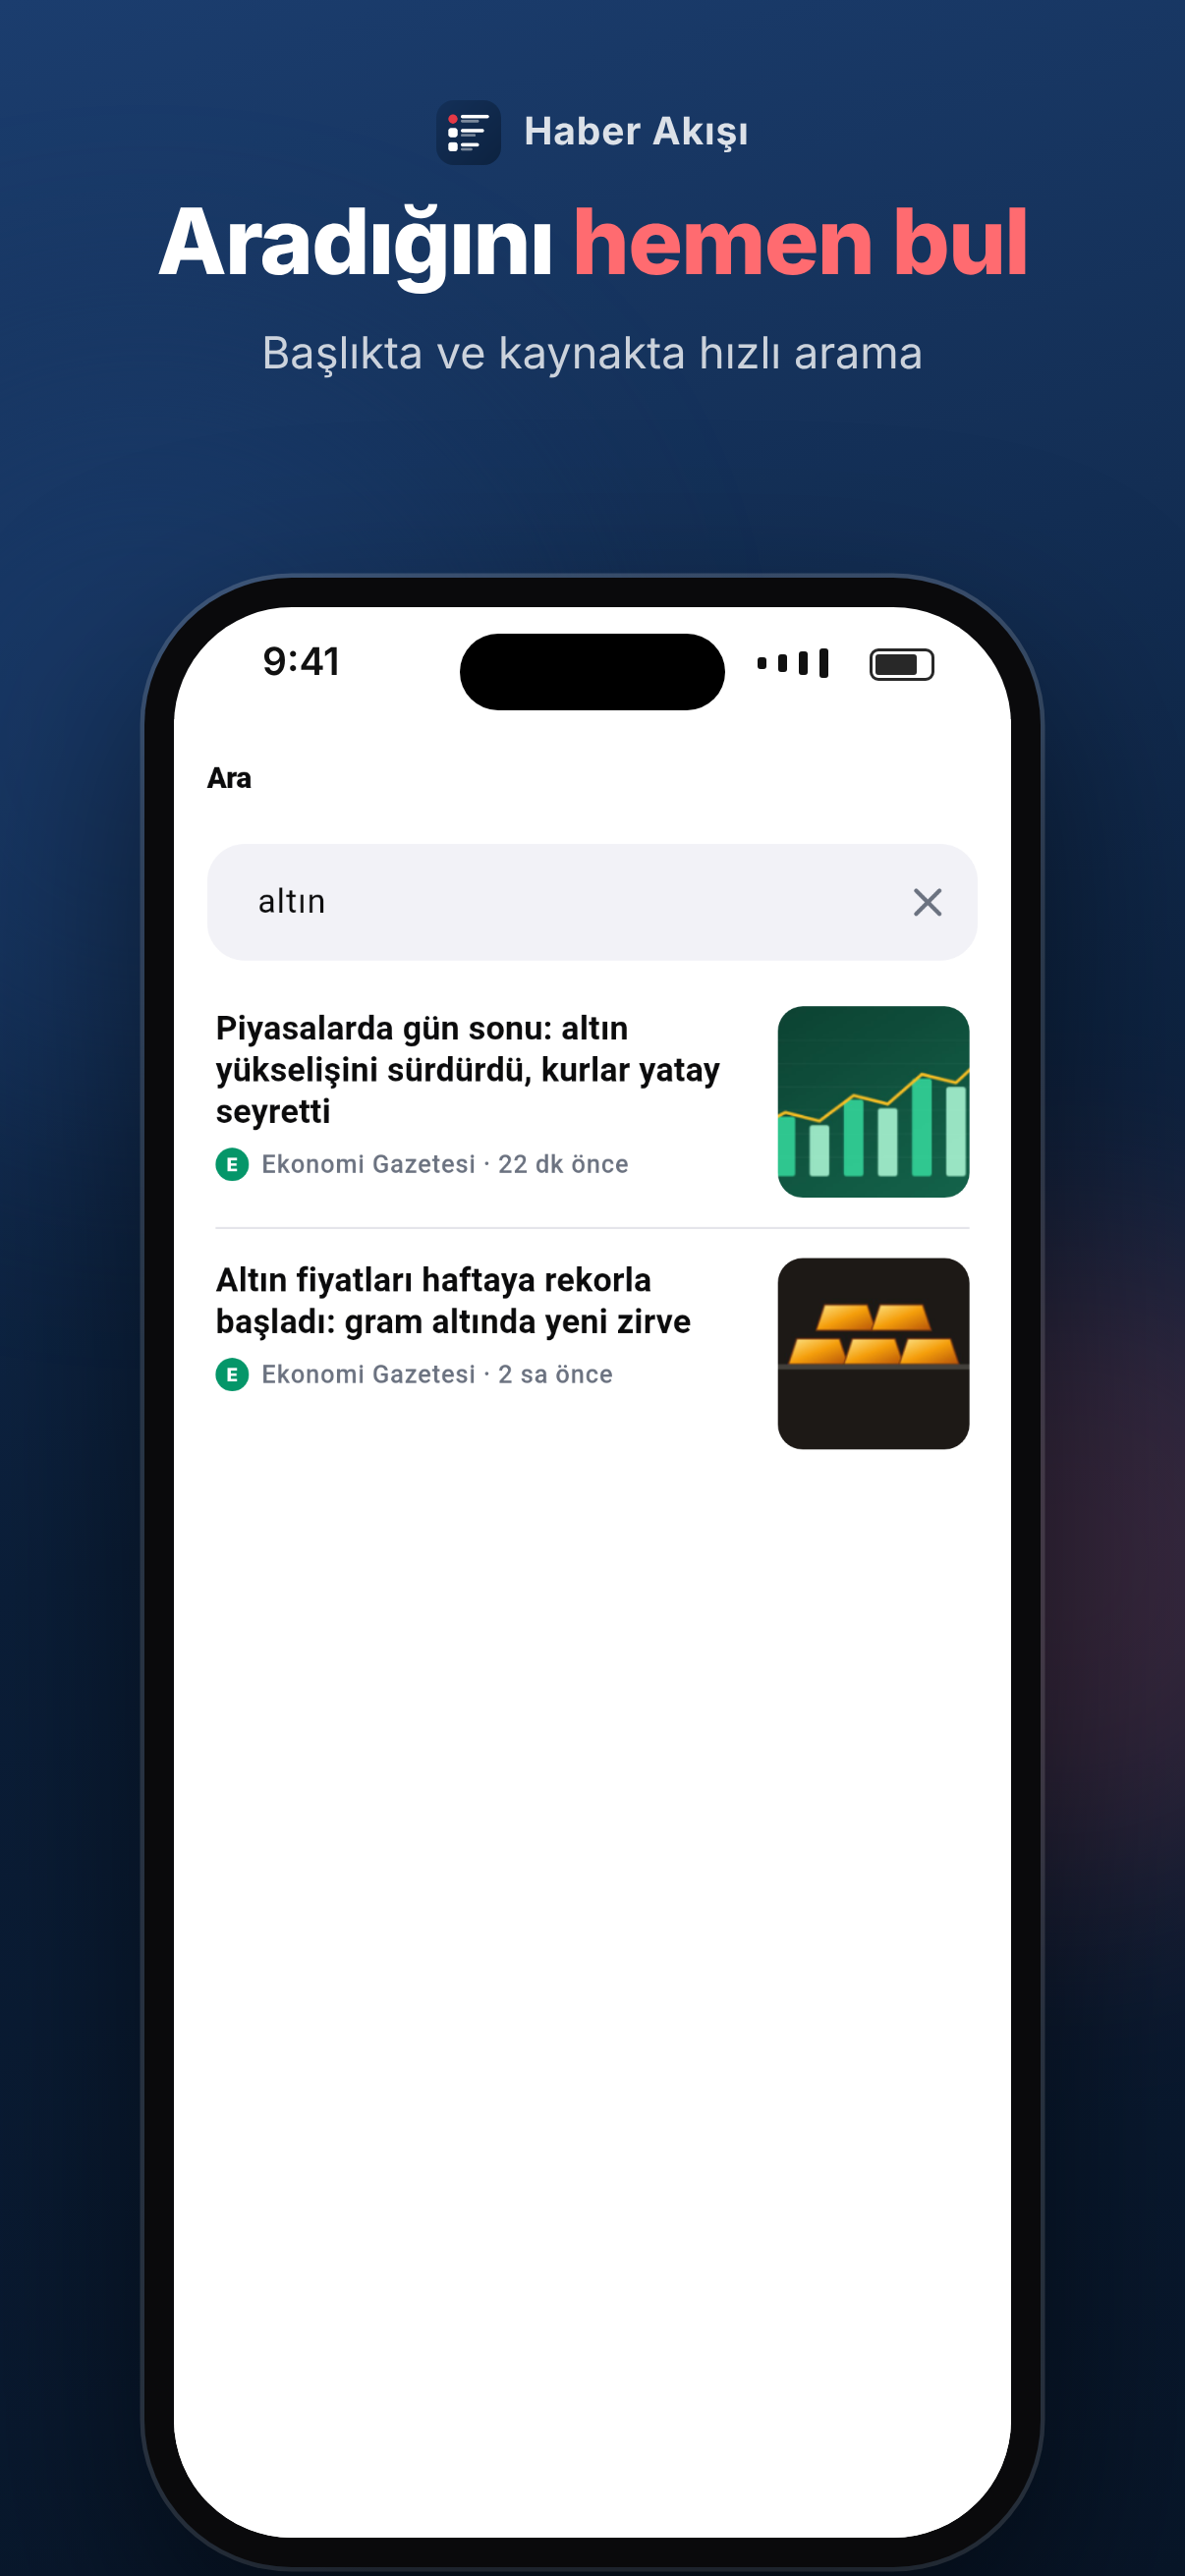 Haber Akışı
Aradığını hemen bul
Başlıkta ve kaynakta hızlı arama
9:41
Ara
altın
Piyasalarda gün sonu: altın
yükselişini sürdürdü, kurlar yatay
seyretti
E Ekonomi Gazetesi · 22 dk önce
Altın fiyatları haftaya rekorla
başladı: gram altında yeni zirve
E Ekonomi Gazetesi · 2 sa önce